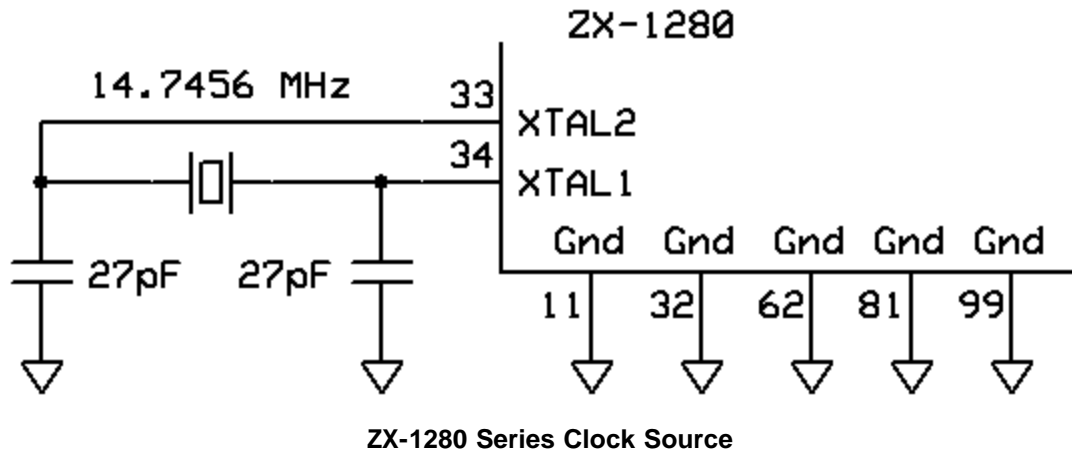 ZX-1280
14.7456 MHz
33
XTAL2
34
XTAL1
Gnd Gnd Gnd Gnd Gnd
27pF 27pF
11 32 62 81 99
ZX-1280 Series Clock Source